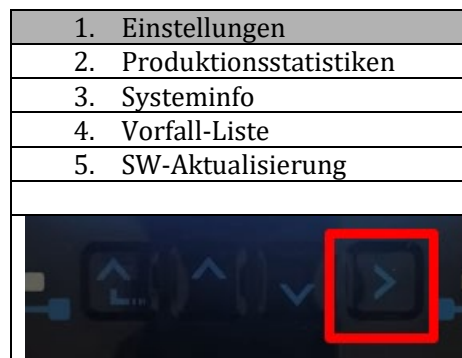 1. Einstellungen
2. Produktionsstatistiken
3. Systeminfo
4. Vorfall-Liste
5. SW-Aktualisierung